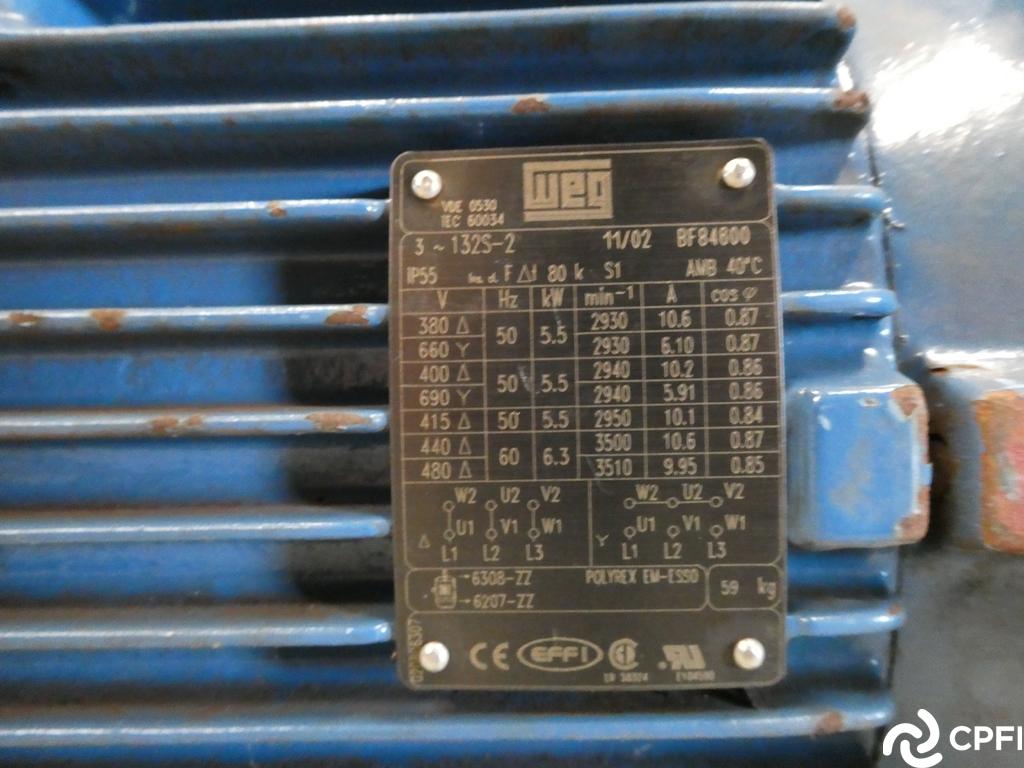 WEG
VDE 0530
IEC 60034
3 ~ 132S-2 11/02 BF84800
IP55 Ins. cl. F Δt 80 k S1 AMB 40°C
V Hz kW min⁻¹ A cos φ
380 Δ 50 5.5 2930 10.6 0.87
660 Y 2930 6.10 0.87
400 Δ 50 5.5 2940 10.2 0.86
690 Y 2940 5.91 0.86
415 Δ 50 5.5 2950 10.1 0.84
440 Δ 60 6.3 3500 10.6 0.87
480 Δ 3510 9.95 0.85
W2 U2 V2 W2 U2 V2
U1 V1 W1 U1 V1 W1
Δ L1 L2 L3 Y L1 L2 L3
→6308-ZZ POLYREX EM-ES90 59 kg
→6207-ZZ
CE EFF1
CPFI